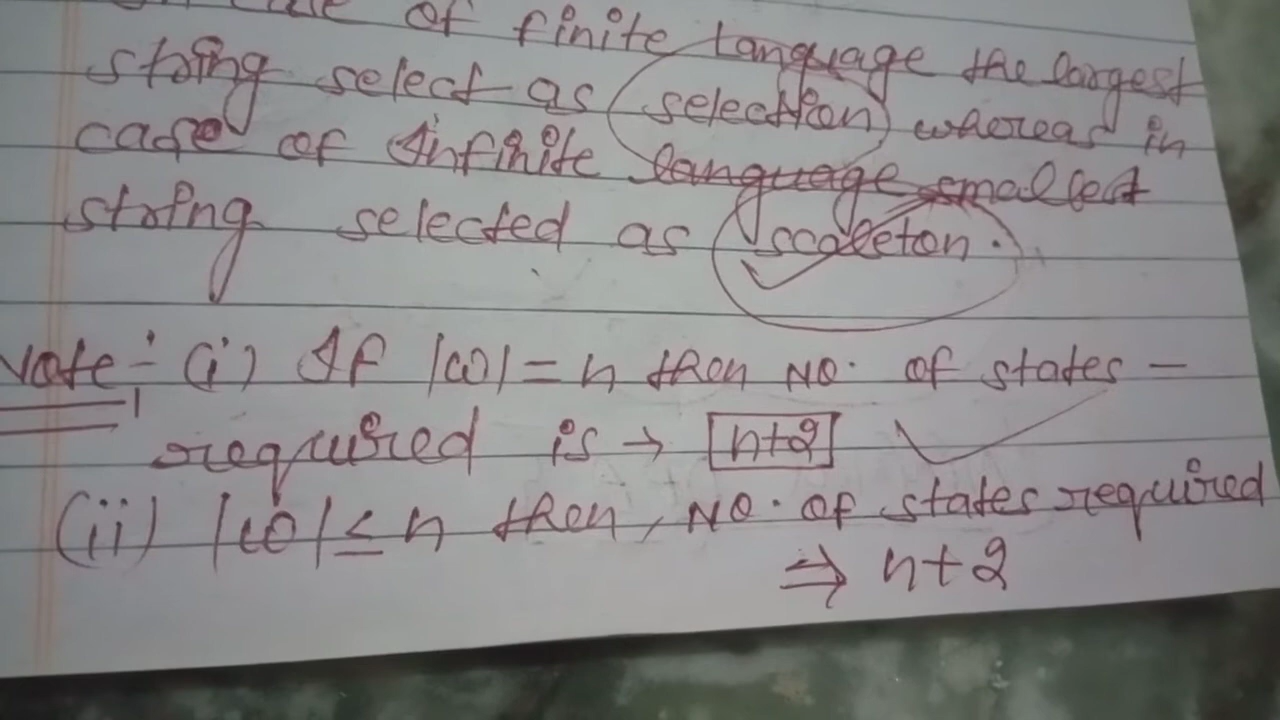 of finite language the largest
string select as selection whereas in
case of Infinite language smallest
string selected as scaleton.
Note:- (i) If |ω| = n then NO. of states -
required is → n+2
(ii) |ω| ≤ n then, NO. of states required
⇒ n+2